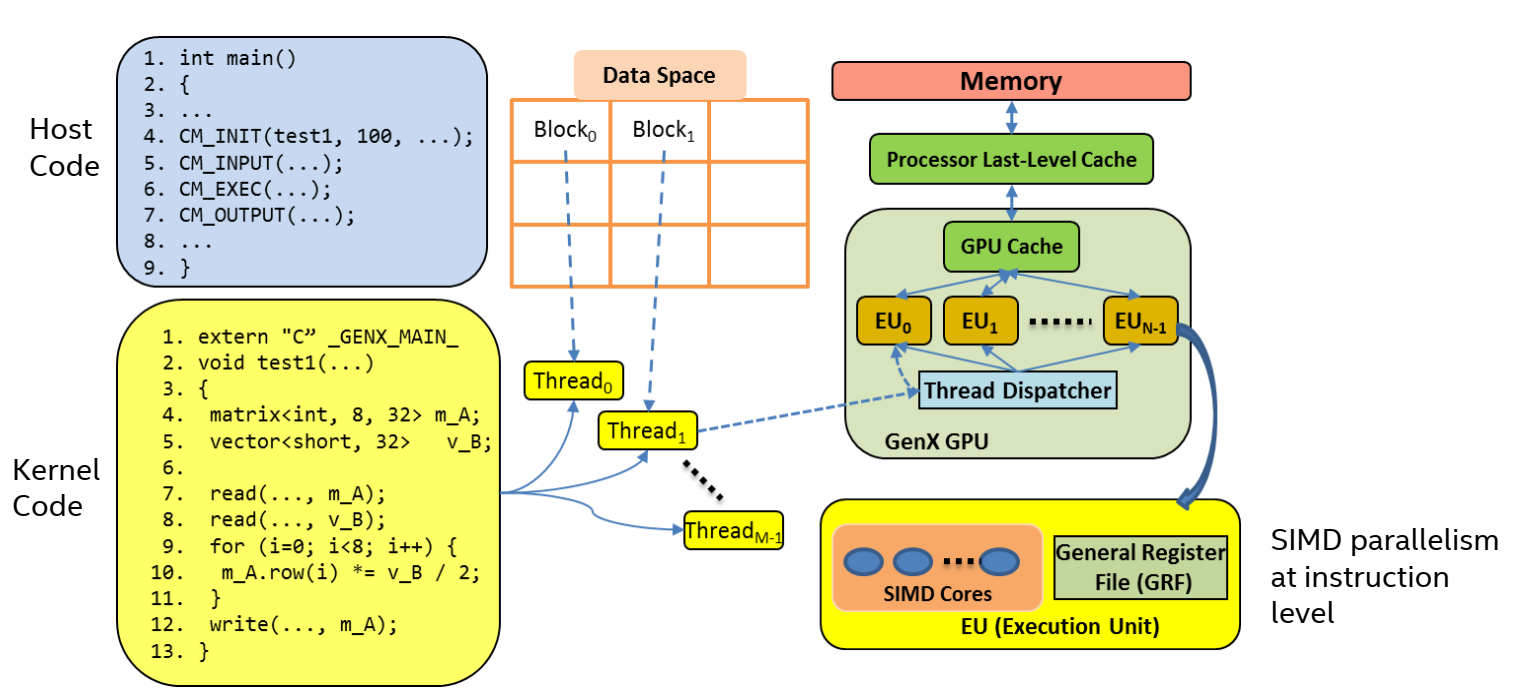 Host
Code
1. int main()
2. {
3. ...
4. CM_INIT(test1, 100, ...);
5. CM_INPUT(...);
6. CM_EXEC(...);
7. CM_OUTPUT(...);
8. ...
9. }
Kernel
Code
1. extern "C” _GENX_MAIN_
2. void test1(...)
3. {
4. matrix<int, 8, 32> m_A;
5. vector<short, 32> v_B;
6.
7. read(..., m_A);
8. read(..., v_B);
9. for (i=0; i<8; i++) {
10. m_A.row(i) *= v_B / 2;
11. }
12. write(..., m_A);
13. }
Data Space
Block0 Block1
Thread0
Thread1
ThreadM-1
Memory
Processor Last-Level Cache
GPU Cache
EU0 EU1 EUN-1
Thread Dispatcher
GenX GPU
SIMD Cores
General Register
File (GRF)
EU (Execution Unit)
SIMD parallelism
at instruction
level